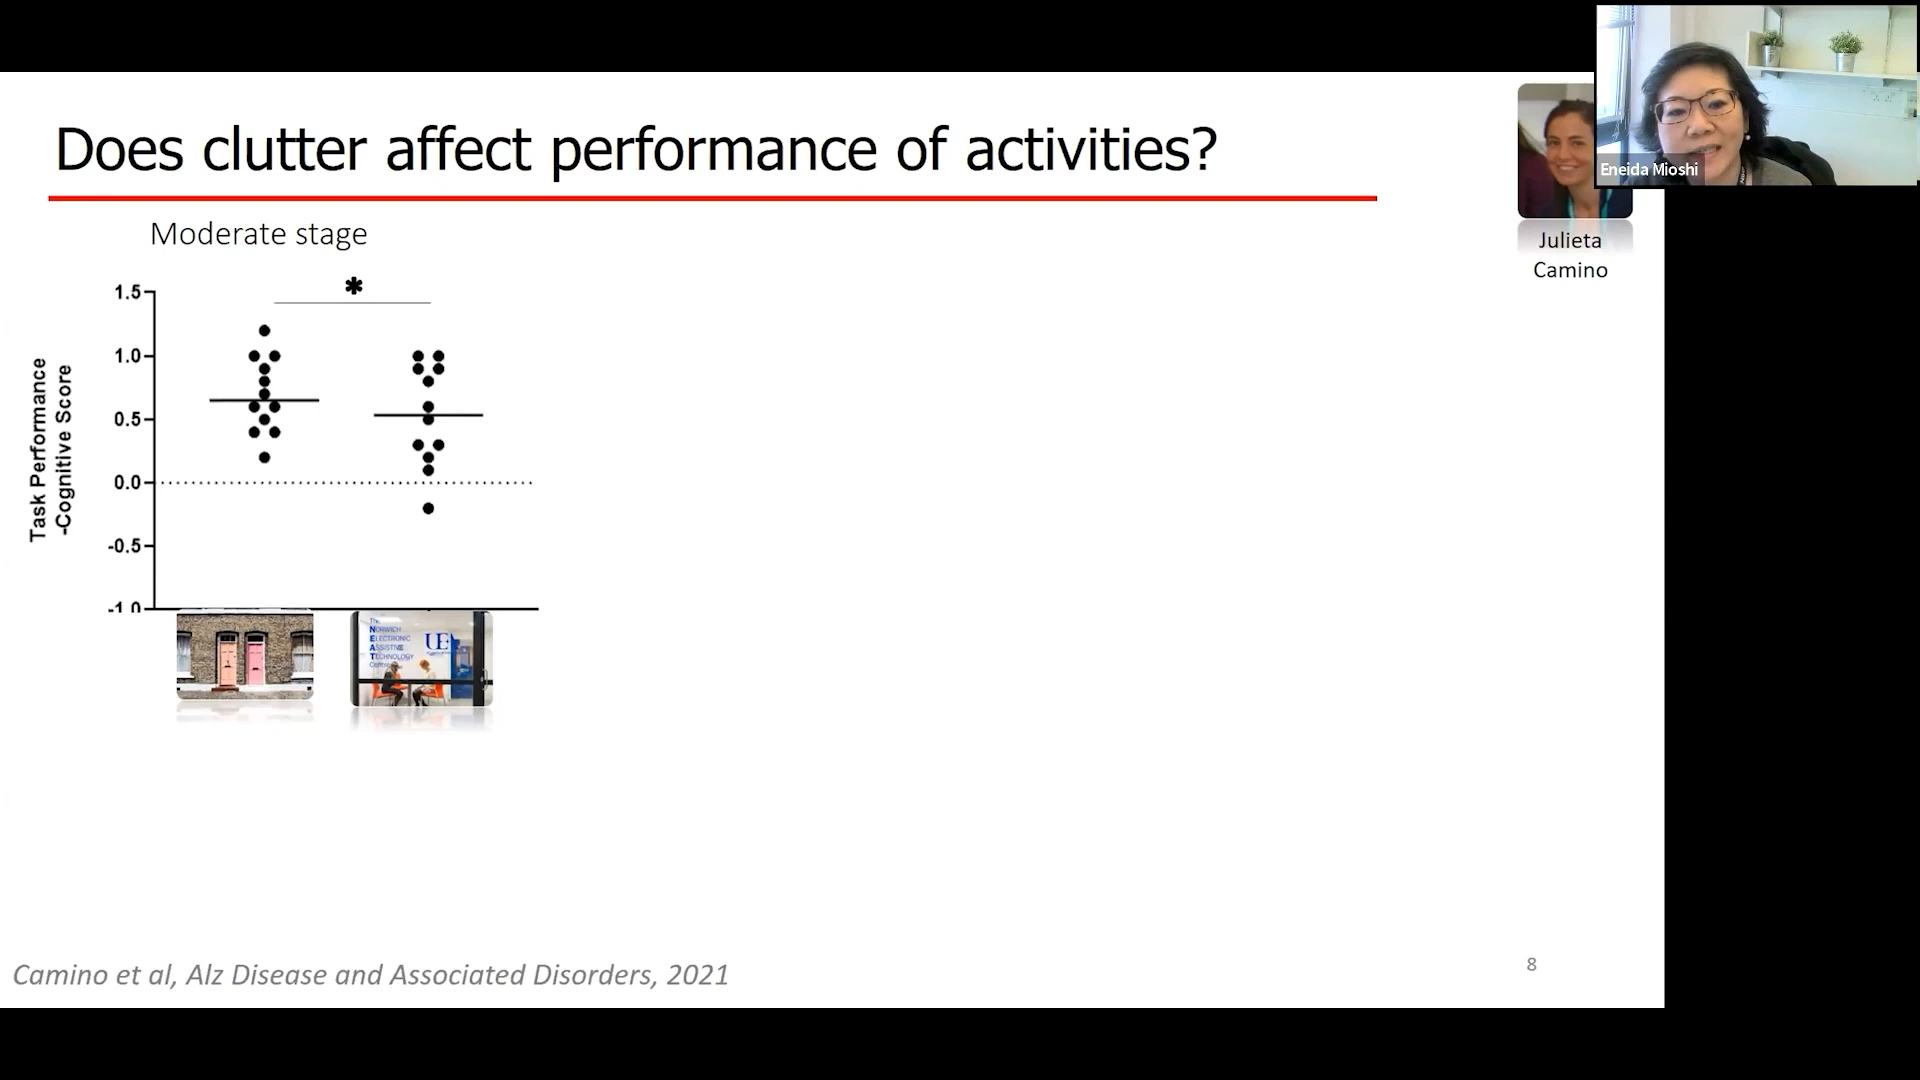 Does clutter affect performance of activities?
Eneida Mioshi
Julieta
Camino
Moderate stage
*
1.5
1.0
0.5
0.0
-0.5
-1.0
Task Performance
-Cognitive Score
The
NORWICH
ELECTRONIC
ASSISTIVE
TECHNOLOGY
Centre
UE
Camino et al, Alz Disease and Associated Disorders, 2021
8